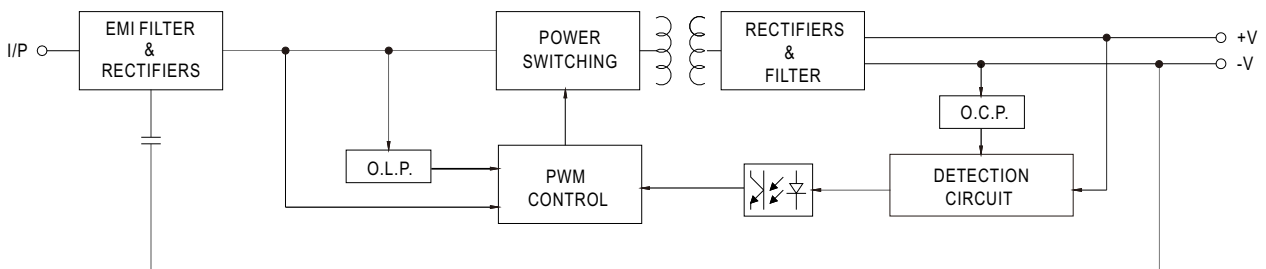 I/P
EMI FILTER
&
RECTIFIERS
POWER
SWITCHING
RECTIFIERS
&
FILTER
+V
-V
O.C.P.
O.L.P.
PWM
CONTROL
DETECTION
CIRCUIT